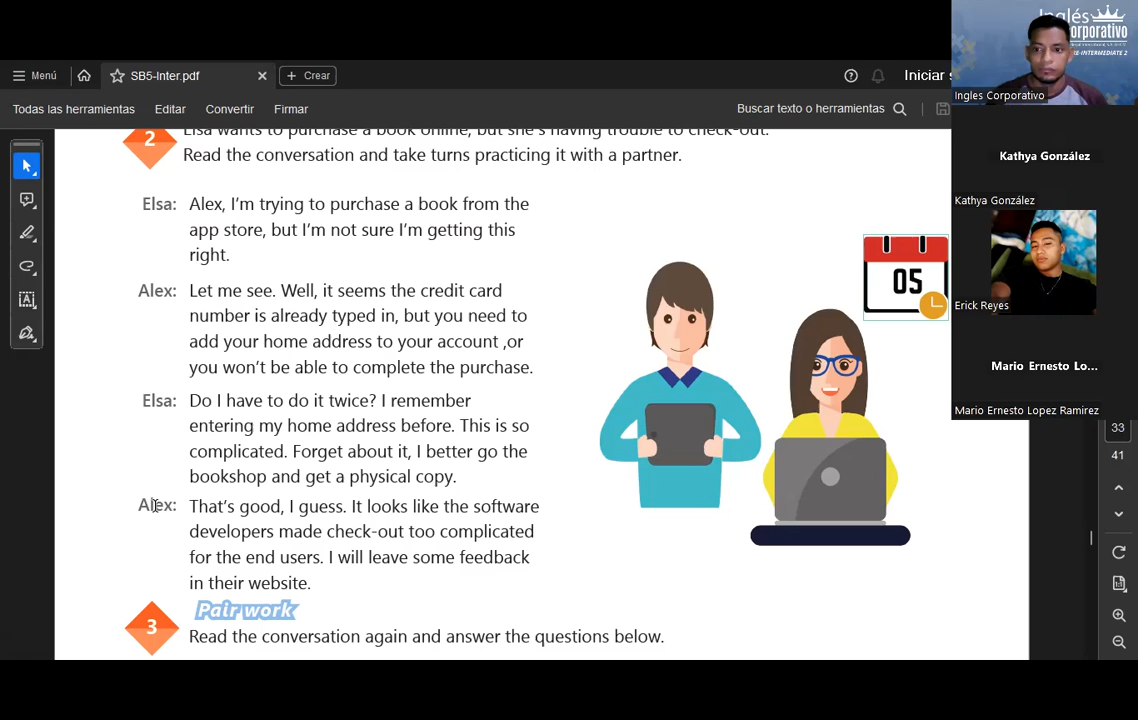 Menú
SB5-Inter.pdf
Crear
Iniciar s
Todas las herramientas
Editar
Convertir
Firmar
Buscar texto o herramientas
2
Elsa wants to purchase a book online, but she's having trouble to check-out.
Read the conversation and take turns practicing it with a partner.
Elsa: Alex, I'm trying to purchase a book from the
app store, but I'm not sure I'm getting this
right.
Alex: Let me see. Well, it seems the credit card
number is already typed in, but you need to
add your home address to your account ,or
you won't be able to complete the purchase.
Elsa: Do I have to do it twice? I remember
entering my home address before. This is so
complicated. Forget about it, I better go the
bookshop and get a physical copy.
Alex: That's good, I guess. It looks like the software
developers made check-out too complicated
for the end users. I will leave some feedback
in their website.
05
Pair work
3
Read the conversation again and answer the questions below.
Inglés
orporativo
RE-INTERMEDIATE 2
Ingles Corporativo
Kathya González
Kathya González
Erick Reyes
Mario Ernesto Lo...
Mario Ernesto Lopez Ramirez
33
41